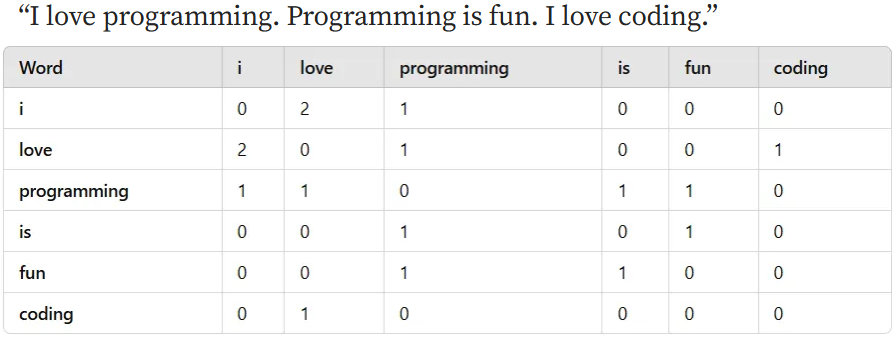 “I love programming. Programming is fun. I love coding.”
Word i love programming is fun coding
i 0 2 1 0 0 0
love 2 0 1 0 0 1
programming 1 1 0 1 1 0
is 0 0 1 0 1 0
fun 0 0 1 1 0 0
coding 0 1 0 0 0 0